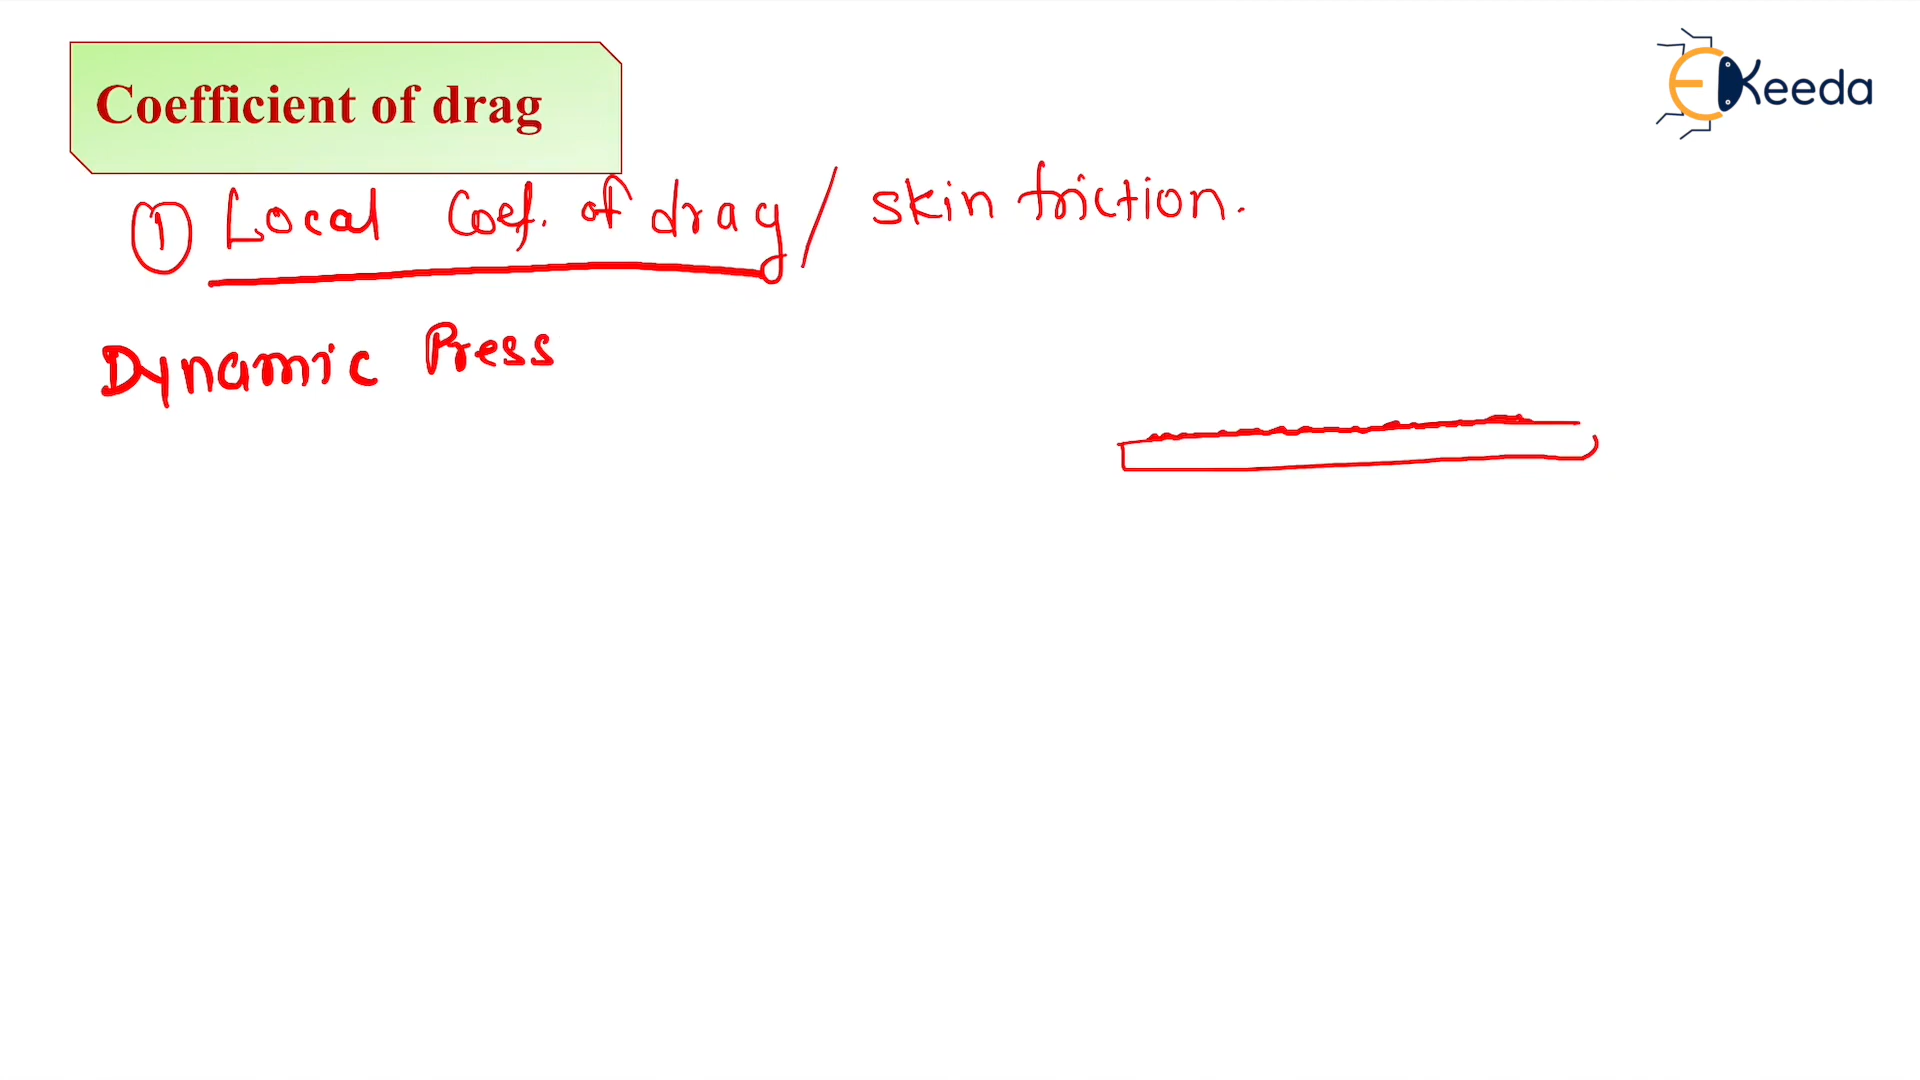 Coefficient of drag
EKeeda
① Local Coef. of drag / skin friction.
Dynamic Press